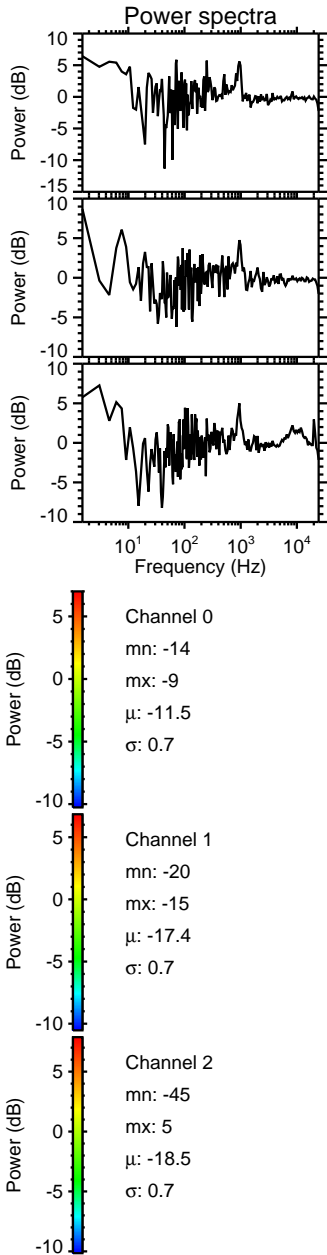 Power spectra
10
5
0
-5
-10
-15
Power (dB)
10
5
0
-5
-10
Power (dB)
10
5
0
-5
-10
Power (dB)
10¹ 10² 10³ 10⁴
Frequency (Hz)
5
0
-5
-10
Power (dB)
Channel 0
mn: -14
mx: -9
μ: -11.5
σ: 0.7
5
0
-5
-10
Power (dB)
Channel 1
mn: -20
mx: -15
μ: -17.4
σ: 0.7
5
0
-5
-10
Power (dB)
Channel 2
mn: -45
mx: 5
μ: -18.5
σ: 0.7